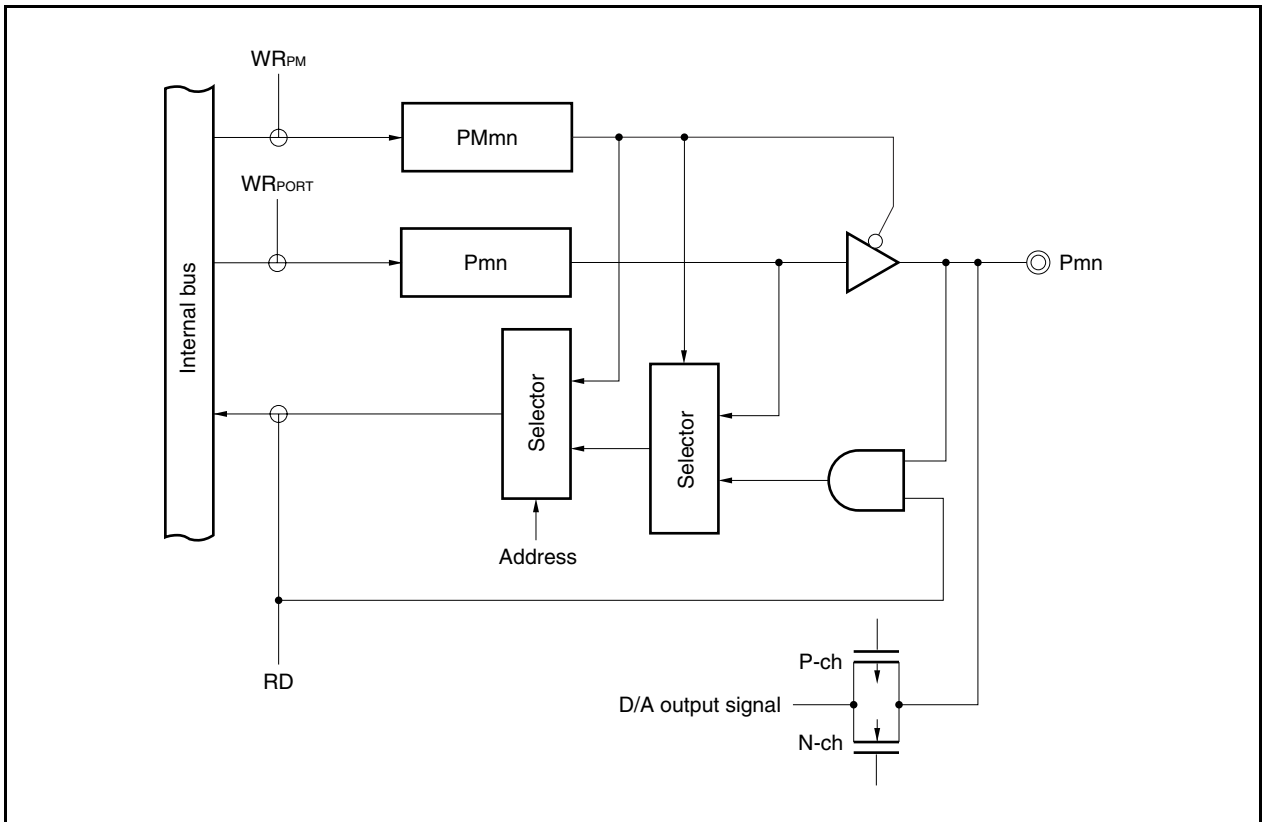 WRPM
PMmn
WRPORT
Pmn
Pmn
Internal bus
Selector
Selector
Address
RD
P-ch
D/A output signal
N-ch